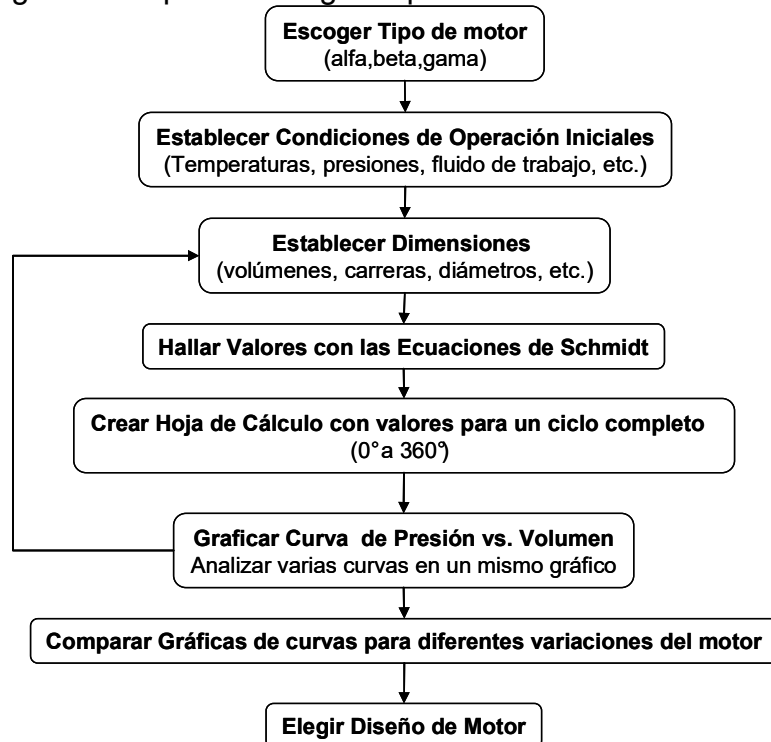 Escoger Tipo de motor
(alfa,beta,gama)
Establecer Condiciones de Operación Iniciales
(Temperaturas, presiones, fluido de trabajo, etc.)
Establecer Dimensiones
(volúmenes, carreras, diámetros, etc.)
Hallar Valores con las Ecuaciones de Schmidt
Crear Hoja de Cálculo con valores para un ciclo completo
(0° a 360°)
Graficar Curva de Presión vs. Volumen
Analizar varias curvas en un mismo gráfico
Comparar Gráficas de curvas para diferentes variaciones del motor
Elegir Diseño de Motor